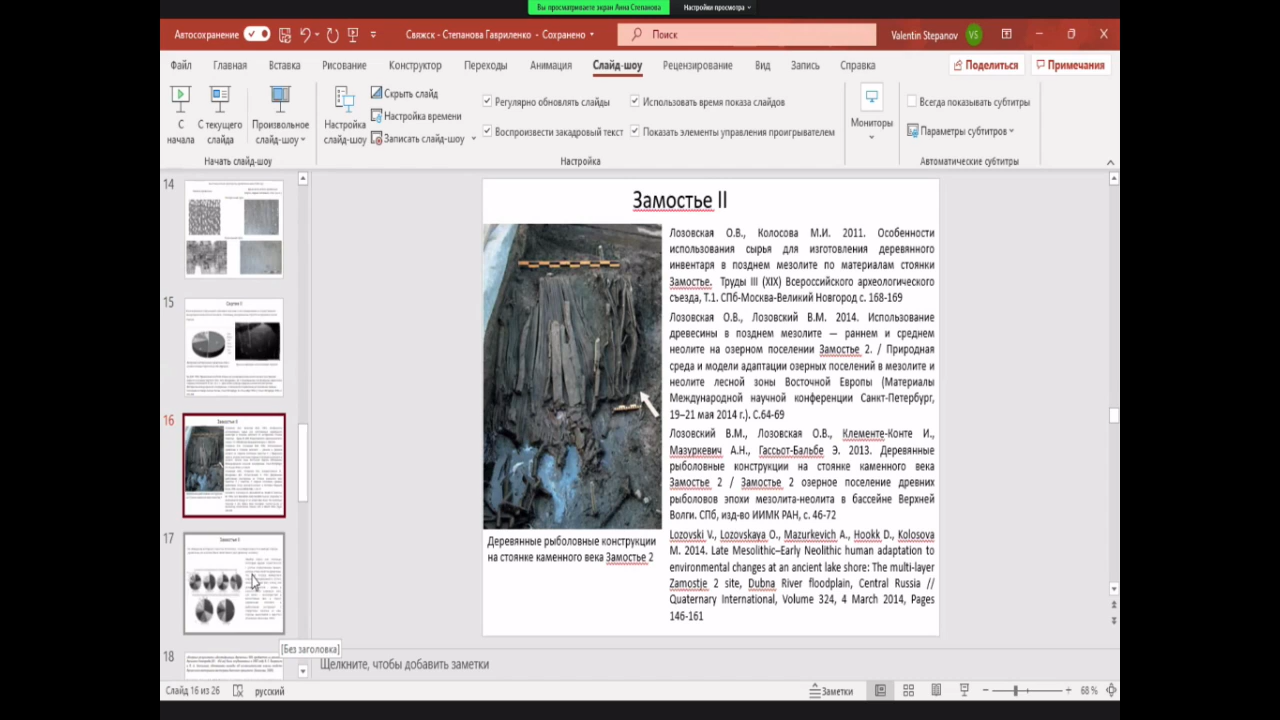 Вы просматриваете экран Анна Степанова
Настройки просмотра
Автосохранение
Свяжск - Степанова Гавриленко - Сохранено
Поиск
Valentin Stepanov
VS
Файл
Главная
Вставка
Рисование
Конструктор
Переходы
Анимация
Слайд-шоу
Рецензирование
Вид
Запись
Справка
Поделиться
Примечания
С начала
С текущего слайда
Произвольное слайд-шоу
Начать слайд-шоу
Настройка слайд-шоу
Скрыть слайд
Настройка времени
Записать слайд-шоу
Регулярно обновлять слайды
Воспроизвести закадровый текст
Использовать время показа слайдов
Показать элементы управления проигрывателем
Настройка
Мониторы
Всегда показывать субтитры
Параметры субтитров
Автоматические субтитры
14
15
16
17
18
[Без заголовка]
Замостье II
Деревянные рыболовные конструкции
на стоянке каменного века Замостье 2
Лозовская О.В., Колосова М.И. 2011. Особенности
использования сырья для изготовления деревянного
инвентаря в позднем мезолите по материалам стоянки
Замостье. Труды III (XIX) Всероссийского археологического
съезда, Т.1. СПб-Москва-Великий Новгород с. 168-169
Лозовская О.В., Лозовский В.М. 2014. Использование
древесины в позднем мезолите — раннем и среднем
неолите на озерном поселении Замостье 2. / Природная
среда и модели адаптации озерных поселений в мезолите и
неолите лесной зоны Восточной Европы (Материалы
Международной научной конференции Санкт-Петербург,
19–21 мая 2014 г.). С.64-69
Лозовский В.М., Лозовская О.В., Клементе-Конте И.,
Мазуркевич А.Н., Гассьот-Бальбе Э. 2013. Деревянные
рыболовные конструкции на стоянке каменного века
Замостье 2 / Замостье 2 озерное поселение древних
рыболовов эпохи мезолита-неолита в бассейне Верхней
Волги. СПб, изд-во ИИМК РАН, с. 46-72
Lozovski V., Lozovskaya O., Mazurkevich A., Hookk D., Kolosova
M. 2014. Late Mesolithic–Early Neolithic human adaptation to
environmental changes at an ancient lake shore: The multi-layer
Zamostje 2 site, Dubna River floodplain, Central Russia //
Quaternary International, Volume 324, 4 March 2014, Pages
146-161
Щелкните, чтобы добавить заметки
Слайд 16 из 26
русский
Заметки
68 %